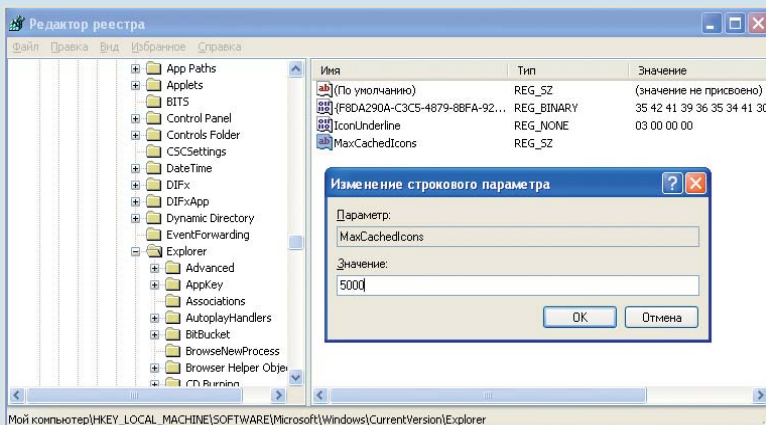 Редактор реестра
Файл Правка Вид Избранное Справка
App Paths
Applets
BITS
Control Panel
Controls Folder
CSCSettings
DateTime
DIFx
DIFxApp
Dynamic Directory
EventForwarding
Explorer
Advanced
AppKey
Associations
AutoplayHandlers
BitBucket
BrowseNewProcess
Browser Helper Obje
CD Burning
Имя Тип Значение
(По умолчанию) REG_SZ (значение не присвоено)
{F8DA290A-C3C5-4879-8BFA-92... REG_BINARY 35 42 41 39 36 35 34 41 30
IconUnderline REG_NONE 03 00 00 00
MaxCachedIcons REG_SZ
Изменение строкового параметра
Параметр:
MaxCachedIcons
Значение:
5000
OK Отмена
Мой компьютер\HKEY_LOCAL_MACHINE\SOFTWARE\Microsoft\Windows\CurrentVersion\Explorer